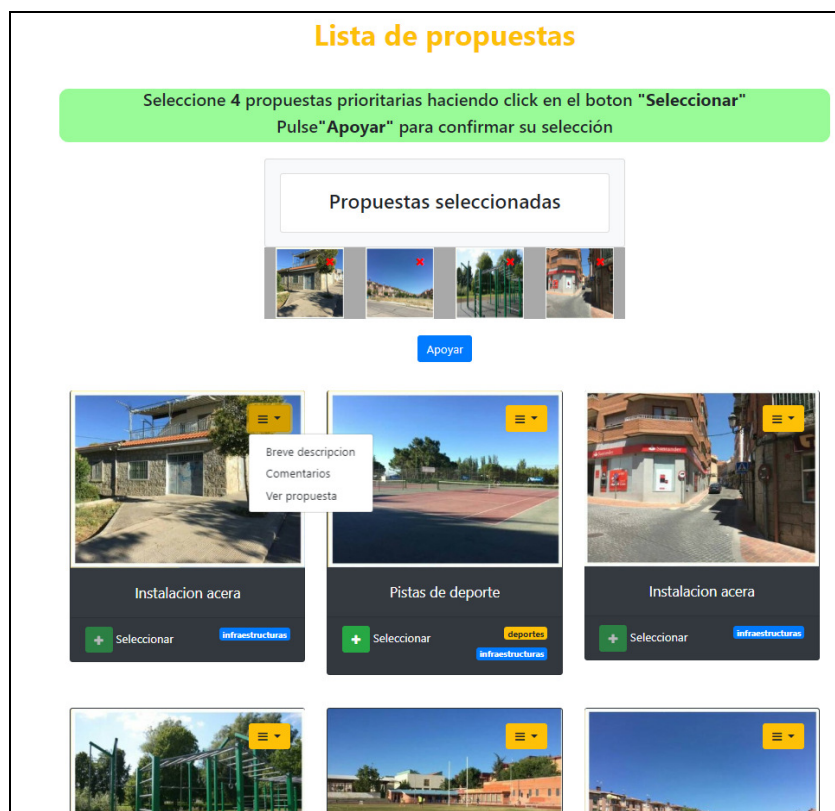 Lista de propuestas
Seleccione 4 propuestas prioritarias haciendo click en el boton "Seleccionar"
Pulse"Apoyar" para confirmar su selección
Propuestas seleccionadas
Apoyar
Breve descripcion
Comentarios
Ver propuesta
Instalacion acera
Seleccionar infraestructuras
Pistas de deporte
Seleccionar deportes
infraestructuras
Instalacion acera
Seleccionar infraestructuras